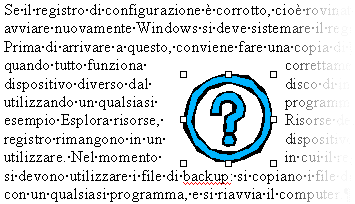 Se il registro di configurazione è corrotto, cioè rovin
avviare nuovamente Windows si deve sistemare il re
Prima di arrivare a questo, conviene fare una copia d
quando tutto funziona correttam
dispositivo diverso dal disco di
utilizzando un qualsiasi programm
esempio Esplora risorse, Risorse d
registro rimangono in un dispositiv
utilizzare. Nel momento in cui il r
si devono utilizzare i file di backup: si copiano i file d
con un qualsiasi programma, e si riavvia il computer